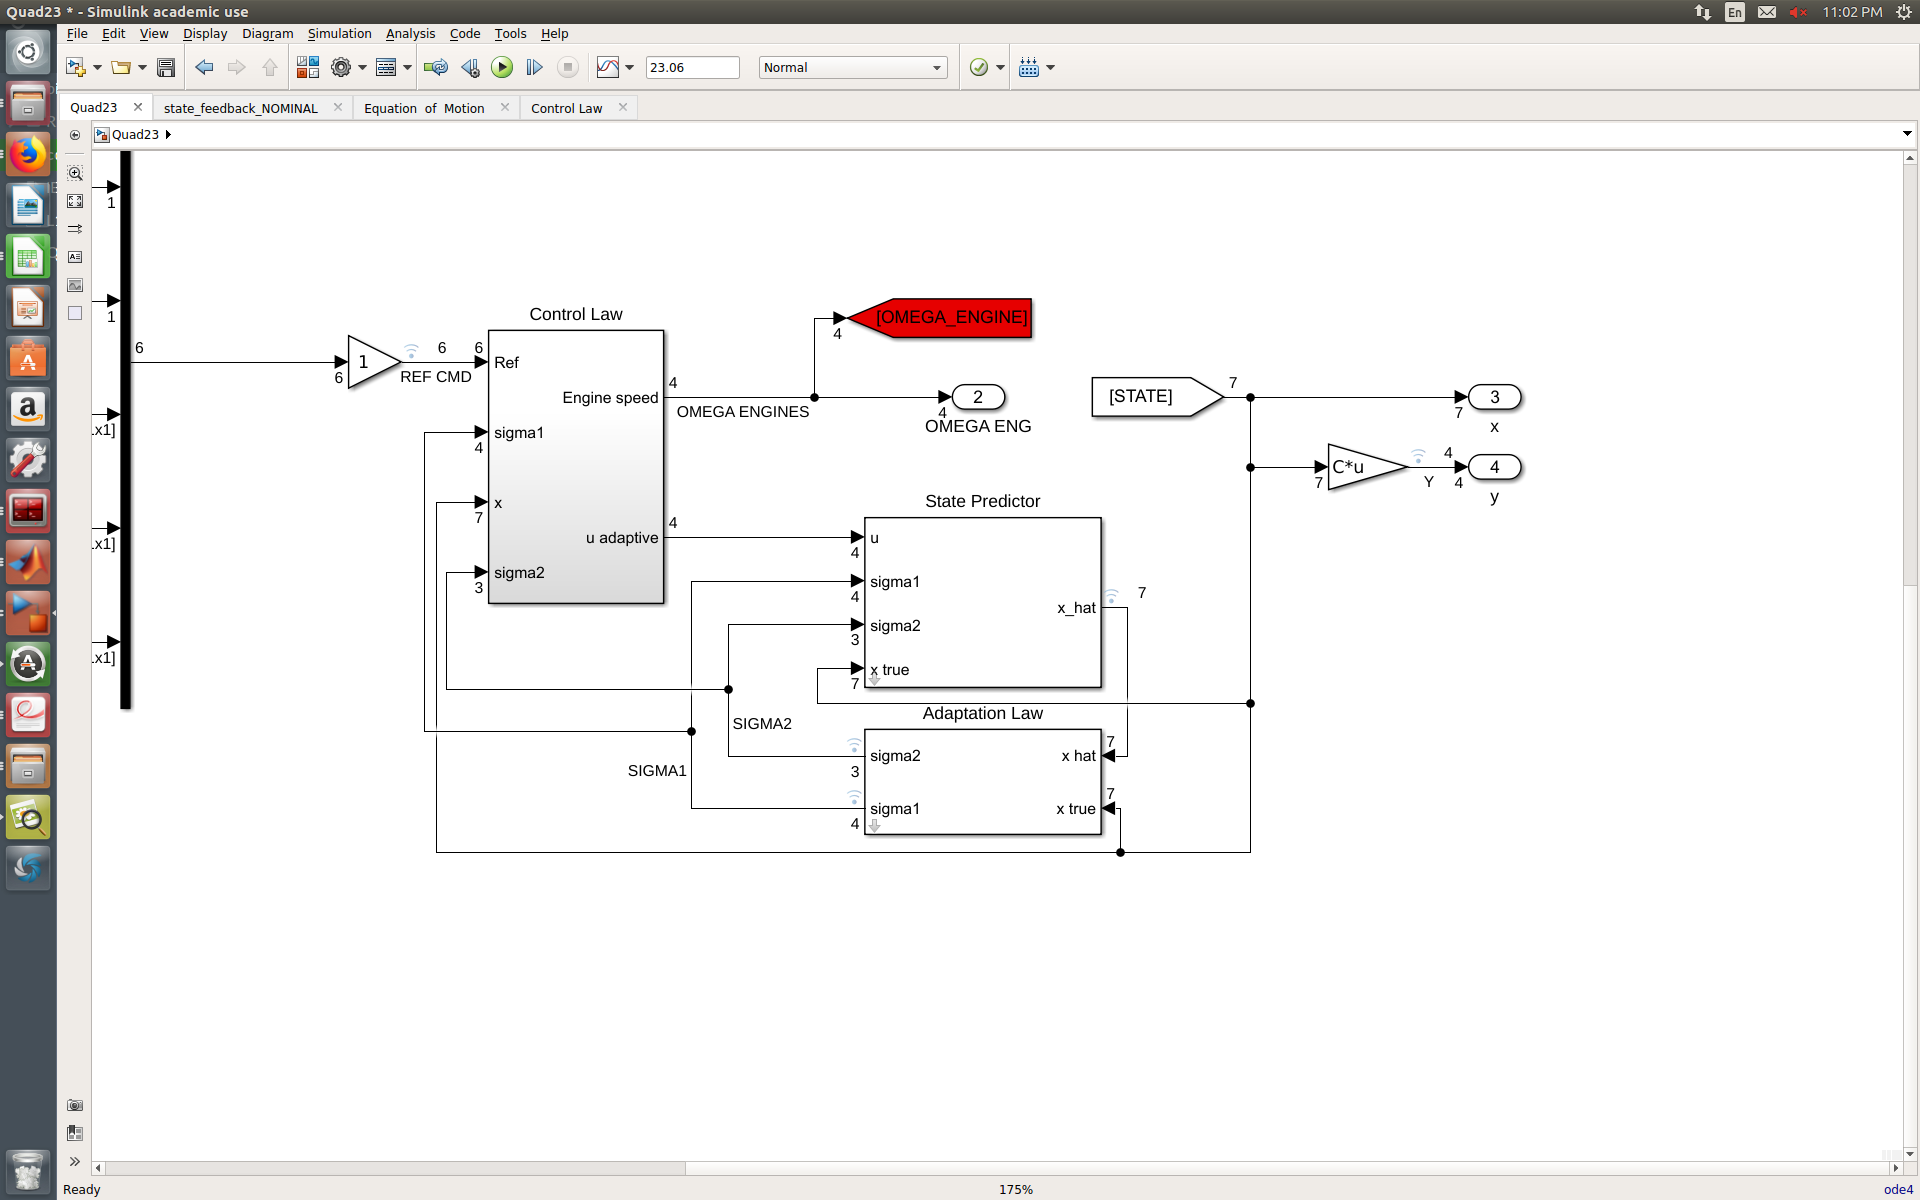 Quad23 * - Simulink academic use
En
11:02 PM
File Edit View Display Diagram Simulation Analysis Code Tools Help
23.06
Normal
Quad23
state_feedback_NOMINAL
Equation of Motion
Control Law
Quad23
1
1
.x1]
.x1]
.x1]
6
6
1
6
6
REF CMD
Control Law
Ref
Engine speed
sigma1
4
x
7
u adaptive
sigma2
3
4
OMEGA ENGINES
4
[OMEGA_ENGINE]
4
2
4
OMEGA ENG
[STATE]
7
7
3
x
7
C*u
Y
4
4
4
y
State Predictor
u
4
sigma1
4
sigma2
3
x true
7
x_hat
7
SIGMA2
SIGMA1
Adaptation Law
sigma2
3
sigma1
4
x hat
7
x true
7
Ready
175%
ode4